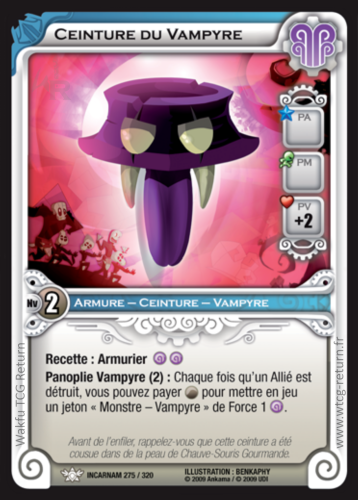 Ceinture du Vampyre
PA
PM
PV
+2
Nv 2 Armure – Ceinture – Vampyre
Recette : Armurier
Panoplie Vampyre (2) : Chaque fois qu'un Allié est
détruit, vous pouvez payer pour mettre en
jeu un jeton « Monstre – Vampyre » de Force 1 .
Avant de l'enfiler, rappelez-vous que cette ceinture a été
cousue dans la peau de Chauve-Souris Gourmande.
INCARNAM 275 / 320
ILLUSTRATION : BENKAPHY
© 2009 Ankama / © 2009 UDI
Wakfu TCG Return
www.wtcg-return.fr